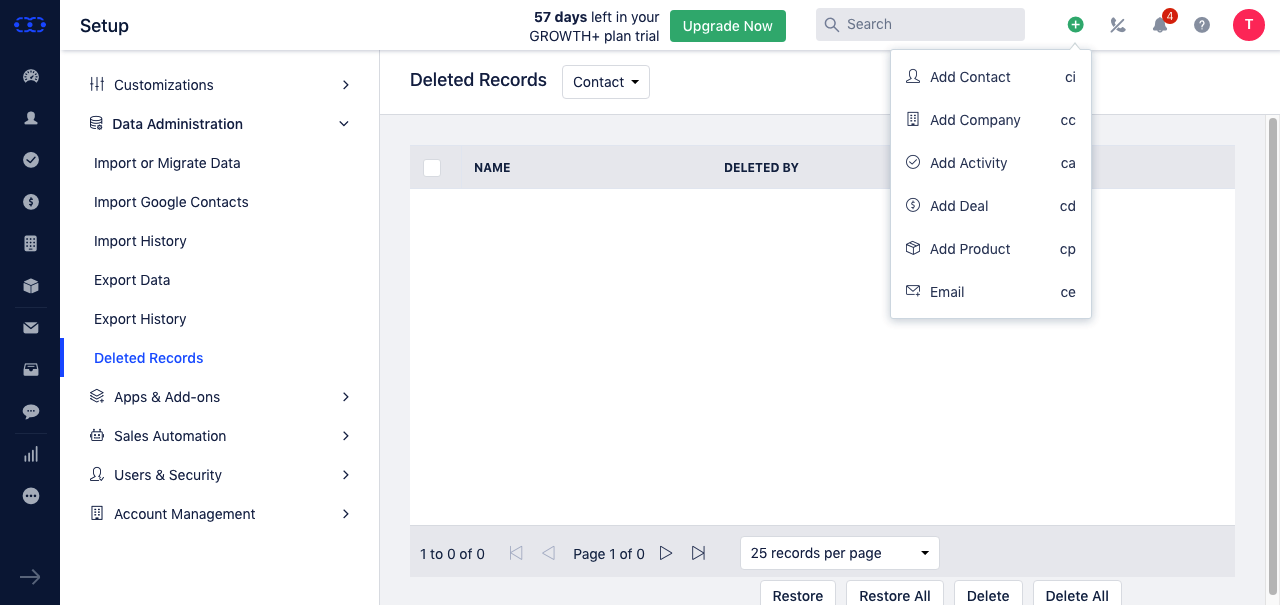 Setup
57 days left in your
GROWTH+ plan trial
Upgrade Now
Search
4
T
Customizations
Data Administration
Import or Migrate Data
Import Google Contacts
Import History
Export Data
Export History
Deleted Records
Apps & Add-ons
Sales Automation
Users & Security
Account Management
Deleted Records
Contact
NAME
DELETED BY
Add Contact ci
Add Company cc
Add Activity ca
Add Deal cd
Add Product cp
Email ce
1 to 0 of 0
Page 1 of 0
25 records per page
Restore
Restore All
Delete
Delete All